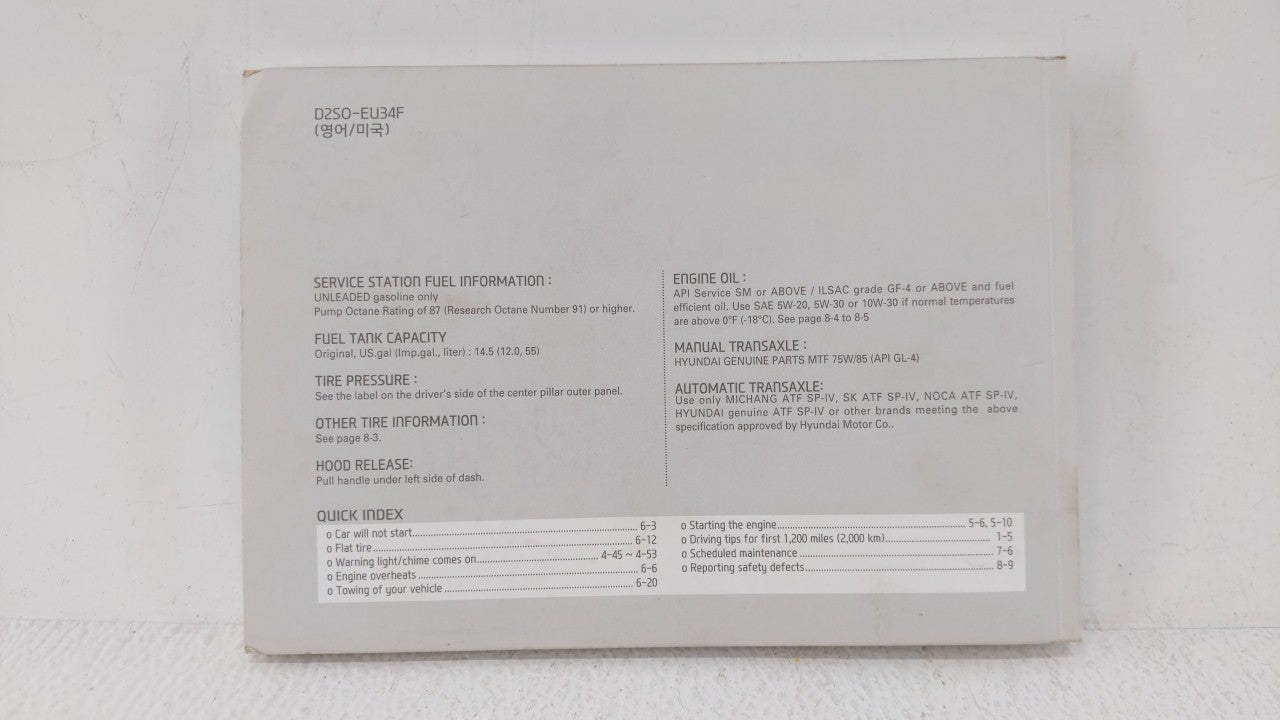 D2SO-EU34F
(영어/미국)
SERVICE STATION FUEL INFORMATION :
UNLEADED gasoline only
Pump Octane Rating of 87 (Research Octane Number 91) or higher.
FUEL TANK CAPACITY
Original, US.gal (Imp.gal., liter) : 14.5 (12.0, 55)
TIRE PRESSURE :
See the label on the driver's side of the center pillar outer panel.
OTHER TIRE INFORMATION :
See page 8-3.
HOOD RELEASE:
Pull handle under left side of dash.
ENGINE OIL :
API Service SM or ABOVE / ILSAC grade GF-4 or ABOVE and fuel
efficient oil. Use SAE 5W-20, 5W-30 or 10W-30 if normal temperatures
are above 0°F (-18°C). See page 8-4 to 8-5
MANUAL TRANSAXLE :
HYUNDAI GENUINE PARTS MTF 75W/85 (API GL-4)
AUTOMATIC TRANSAXLE:
Use only MICHANG ATF SP-IV, SK ATF SP-IV, NOCA ATF SP-IV,
HYUNDAI genuine ATF SP-IV or other brands meeting the above
specification approved by Hyundai Motor Co..
QUICK INDEX
o Car will not start........ 6-3
o Flat tire........ 6-12
o Warning light/chime comes on........ 4-45 ~ 4-53
o Engine overheats........ 6-6
o Towing of your vehicle........ 6-20
o Starting the engine........ 5-6, 5-10
o Driving tips for first 1,200 miles (2,000 km)........ 1-5
o Scheduled maintenance........ 7-6
o Reporting safety defects........ 8-9